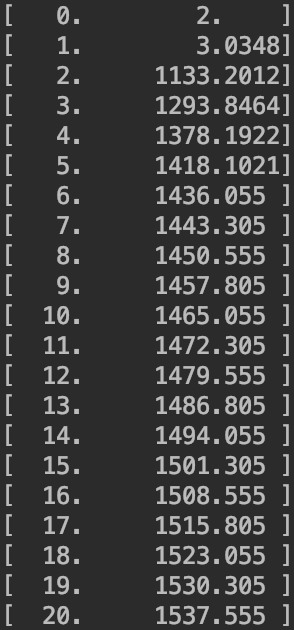 [   0.        2.    ]
[   1.        3.0348]
[   2.     1133.2012]
[   3.     1293.8464]
[   4.     1378.1922]
[   5.     1418.1021]
[   6.     1436.055 ]
[   7.     1443.305 ]
[   8.     1450.555 ]
[   9.     1457.805 ]
[  10.     1465.055 ]
[  11.     1472.305 ]
[  12.     1479.555 ]
[  13.     1486.805 ]
[  14.     1494.055 ]
[  15.     1501.305 ]
[  16.     1508.555 ]
[  17.     1515.805 ]
[  18.     1523.055 ]
[  19.     1530.305 ]
[  20.     1537.555 ]